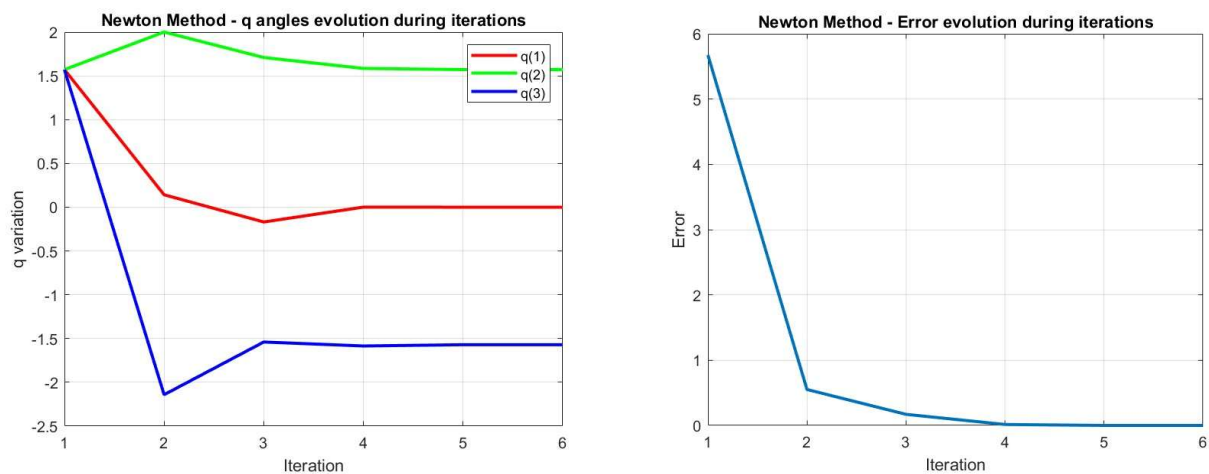 Newton Method - q angles evolution during iterations
2
1.5
1
0.5
0
-0.5
-1
-1.5
-2
-2.5
q variation
1 2 3 4 5 6
Iteration
q(1)
q(2)
q(3)
Newton Method - Error evolution during iterations
6
5
4
3
2
1
0
Error
1 2 3 4 5 6
Iteration